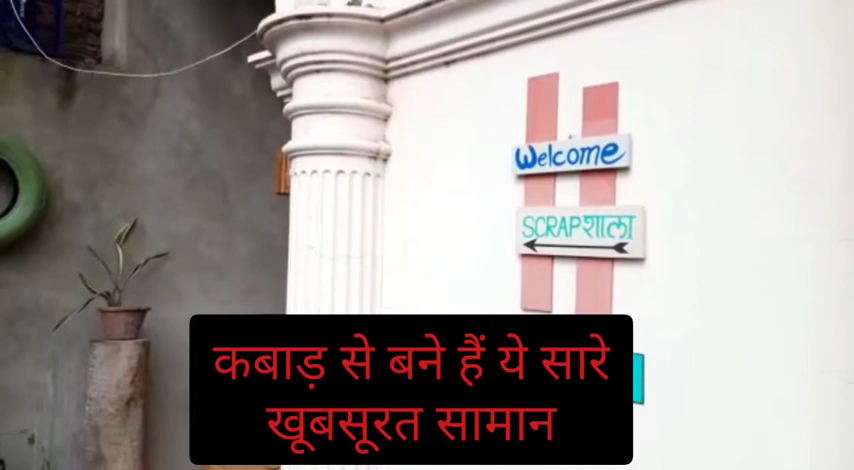 Welcome
SCRAPशाला
कबाड़ से बने हैं ये सारे
खूबसूरत सामान